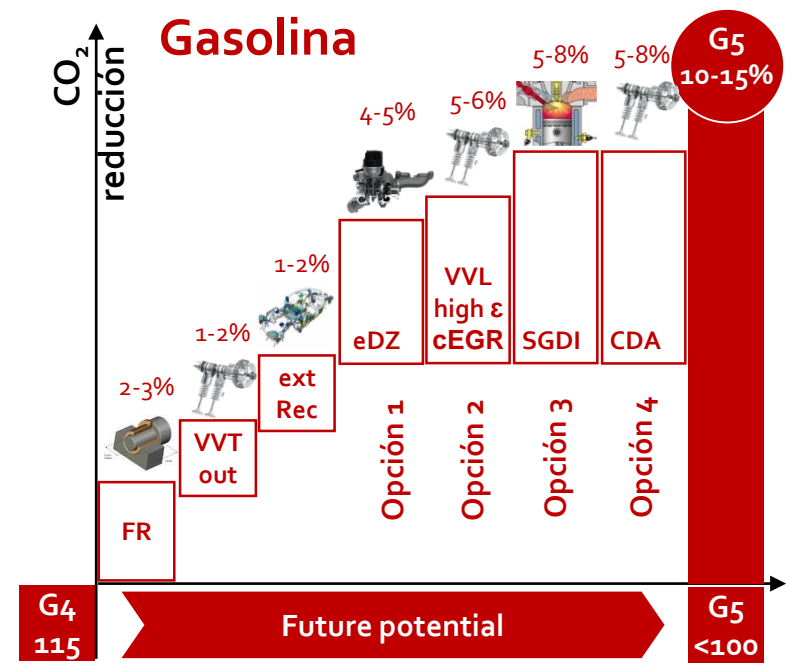 Gasolina
CO2
reducción
2-3%
FR
1-2%
VVT
out
1-2%
ext
Rec
4-5%
eDZ
5-6%
VVL
high ε
cEGR
5-8%
SGDI
5-8%
CDA
Opción 1
Opción 2
Opción 3
Opción 4
G5
10-15%
G4
115
Future potential
G5
<100